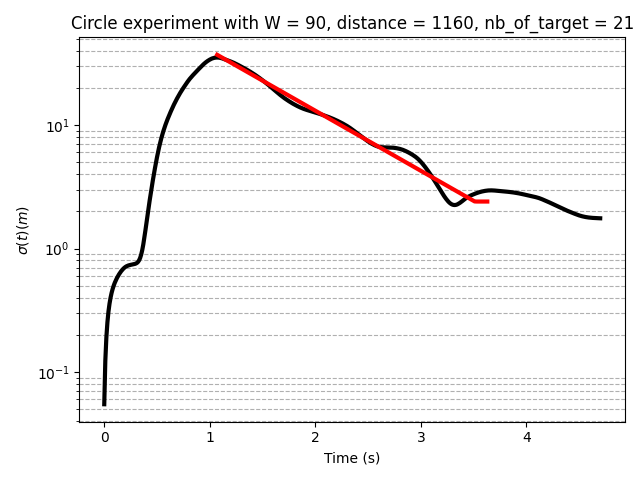 Circle experiment with W = 90, distance = 1160, nb_of_target = 21
σ(t)(m)
10¹
10⁰
10⁻¹
0 1 2 3 4
Time (s)